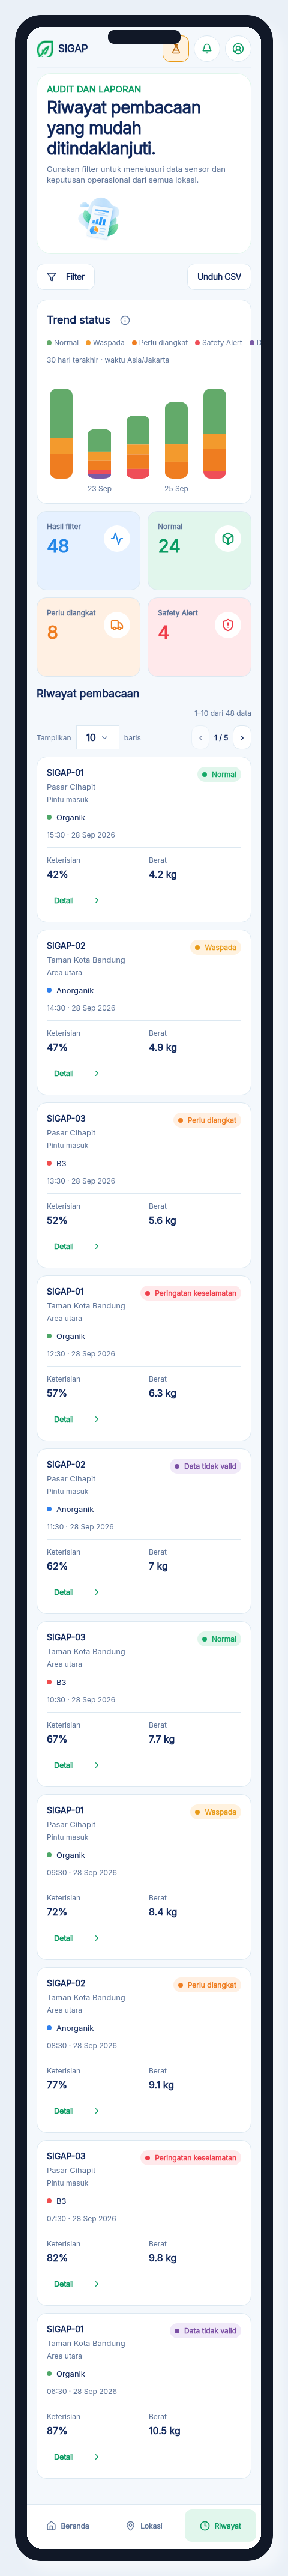 SIGAP
AUDIT DAN LAPORAN
Riwayat pembacaan
yang mudah
ditindaklanjuti.
Gunakan filter untuk menelusuri data sensor dan
keputusan operasional dari semua lokasi.
Filter
Unduh CSV
Trend status
Normal Waspada Perlu diangkat Safety Alert D
30 hari terakhir · waktu Asia/Jakarta
23 Sep 25 Sep
Hasil filter
48
Normal
24
Perlu diangkat
8
Safety Alert
4
Riwayat pembacaan
1–10 dari 48 data
Tampilkan 10 baris
‹ 1 / 5 ›
SIGAP-01 Normal
Pasar Cihapit
Pintu masuk
Organik
15:30 · 28 Sep 2026
Keterisian Berat
42% 4.2 kg
Detail ›
SIGAP-02 Waspada
Taman Kota Bandung
Area utara
Anorganik
14:30 · 28 Sep 2026
Keterisian Berat
47% 4.9 kg
Detail ›
SIGAP-03 Perlu diangkat
Pasar Cihapit
Pintu masuk
B3
13:30 · 28 Sep 2026
Keterisian Berat
52% 5.6 kg
Detail ›
SIGAP-01 Peringatan keselamatan
Taman Kota Bandung
Area utara
Organik
12:30 · 28 Sep 2026
Keterisian Berat
57% 6.3 kg
Detail ›
SIGAP-02 Data tidak valid
Pasar Cihapit
Pintu masuk
Anorganik
11:30 · 28 Sep 2026
Keterisian Berat
62% 7 kg
Detail ›
SIGAP-03 Normal
Taman Kota Bandung
Area utara
B3
10:30 · 28 Sep 2026
Keterisian Berat
67% 7.7 kg
Detail ›
SIGAP-01 Waspada
Pasar Cihapit
Pintu masuk
Organik
09:30 · 28 Sep 2026
Keterisian Berat
72% 8.4 kg
Detail ›
SIGAP-02 Perlu diangkat
Taman Kota Bandung
Area utara
Anorganik
08:30 · 28 Sep 2026
Keterisian Berat
77% 9.1 kg
Detail ›
SIGAP-03 Peringatan keselamatan
Pasar Cihapit
Pintu masuk
B3
07:30 · 28 Sep 2026
Keterisian Berat
82% 9.8 kg
Detail ›
SIGAP-01 Data tidak valid
Taman Kota Bandung
Area utara
Organik
06:30 · 28 Sep 2026
Keterisian Berat
87% 10.5 kg
Detail ›
Beranda Lokasi Riwayat